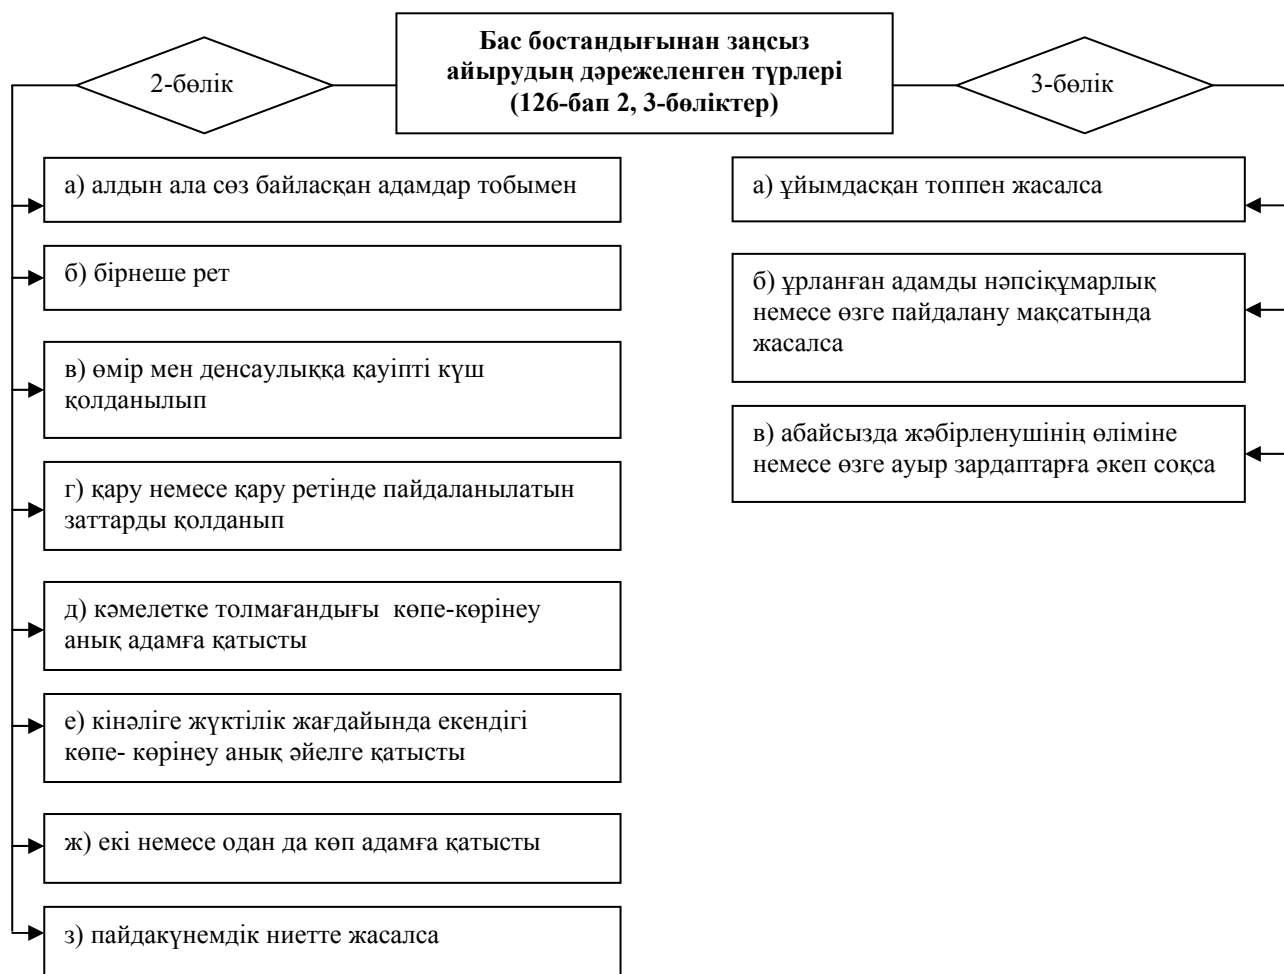 Бас бостандығынан заңсыз
айырудың дәрежеленген түрлері
(126-бап 2, 3-бөліктер)
2-бөлік
3-бөлік
а) алдын ала сөз байласқан адамдар тобымен
б) бірнеше рет
в) өмір мен денсаулыққа қауіпті күш
қолданылып
г) қару немесе қару ретінде пайдаланылатын
заттарды қолданып
д) кәмелетке толмағандығы көпе-көрінеу
анық адамға қатысты
е) кінәліге жүктілік жағдайында екендігі
көпе- көрінеу анық әйелге қатысты
ж) екі немесе одан да көп адамға қатысты
з) пайдакүнемдік ниетте жасалса
а) ұйымдасқан топпен жасалса
б) ұрланған адамды нәпсіқұмарлық
немесе өзге пайдалану мақсатында
жасалса
в) абайсызда жәбірленушінің өліміне
немесе өзге ауыр зардаптарға әкеп соқса